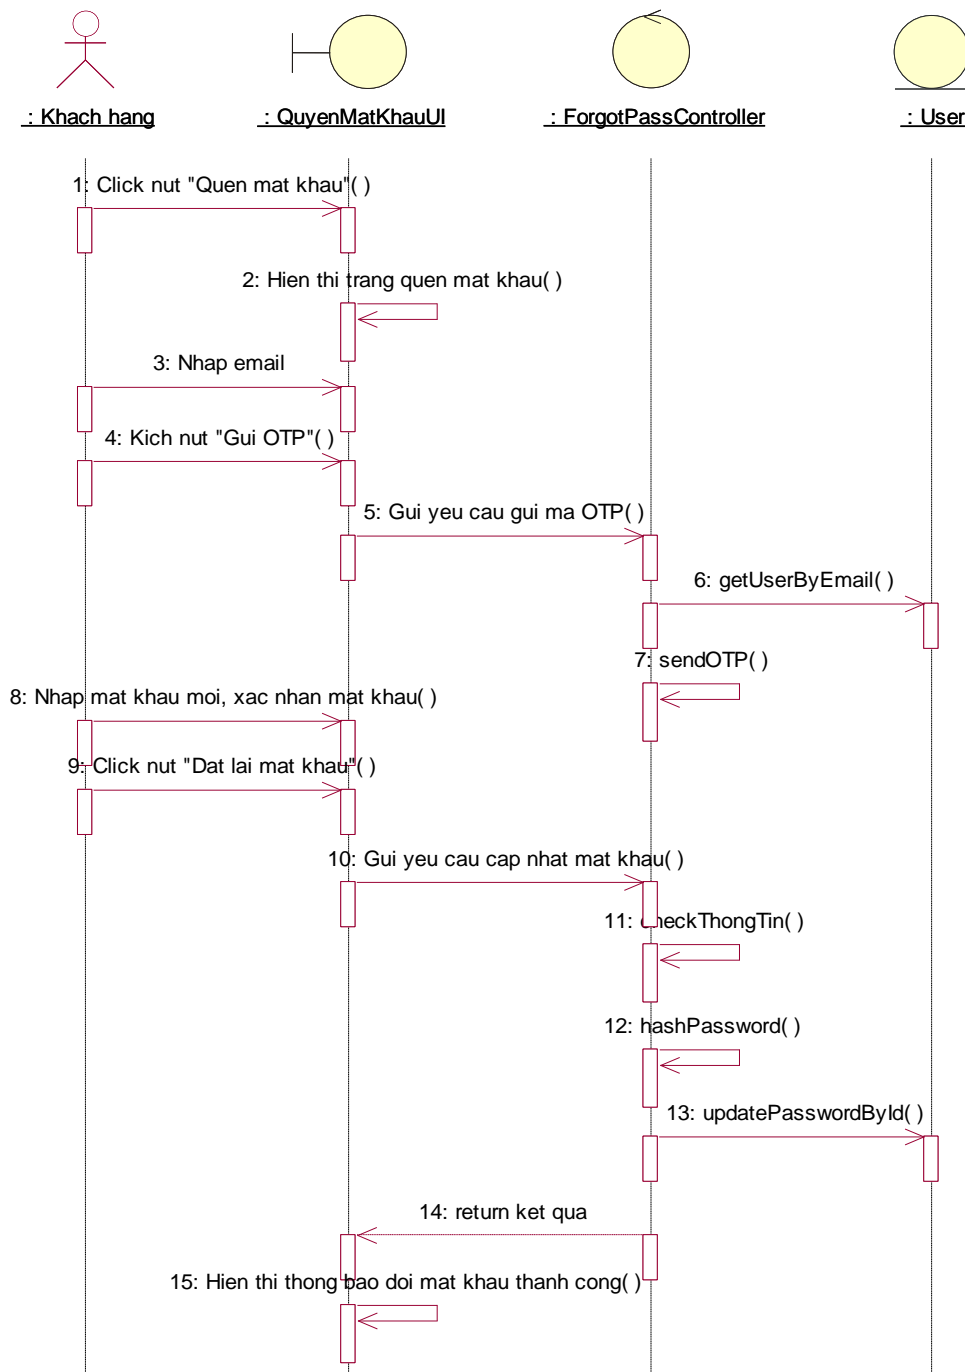 : Khach hang
: QuyenMatKhauUI
: ForgotPassController
: User
1: Click nut "Quen mat khau"( )
2: Hien thi trang quen mat khau( )
3: Nhap email
4: Kich nut "Gui OTP"( )
5: Gui yeu cau gui ma OTP( )
6: getUserByEmail( )
7: sendOTP( )
8: Nhap mat khau moi, xac nhan mat khau( )
9: Click nut "Dat lai mat khau"( )
10: Gui yeu cau cap nhat mat khau( )
11: checkThongTin( )
12: hashPassword( )
13: updatePasswordById( )
14: return ket qua
15: Hien thi thong bao doi mat khau thanh cong( )